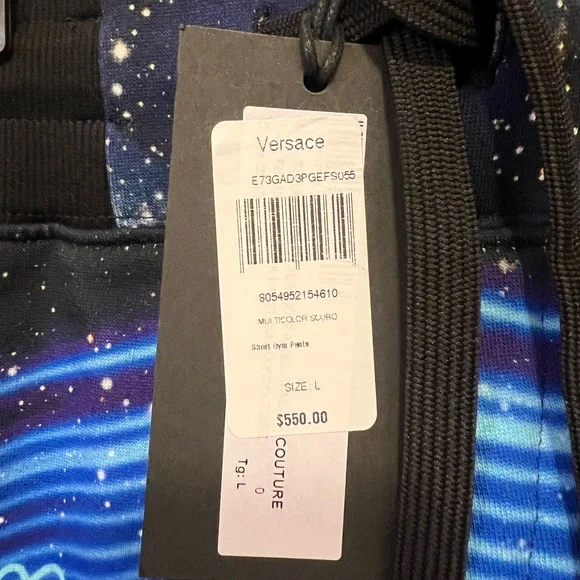 Versace
E73GAD3PGEFS055
8054952154610
MULTICOLOR SCURO
Short Gym Pants
SIZE: L
$550.00
COUTURE
0
Tg: L